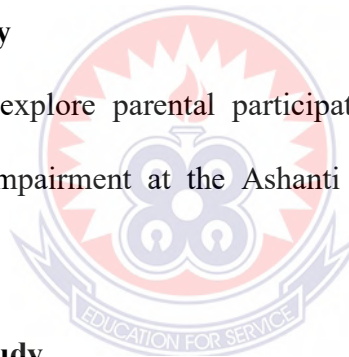 y
explore parental participat
mpairment at the Ashanti
EDUCATION FOR SERVICE
udy